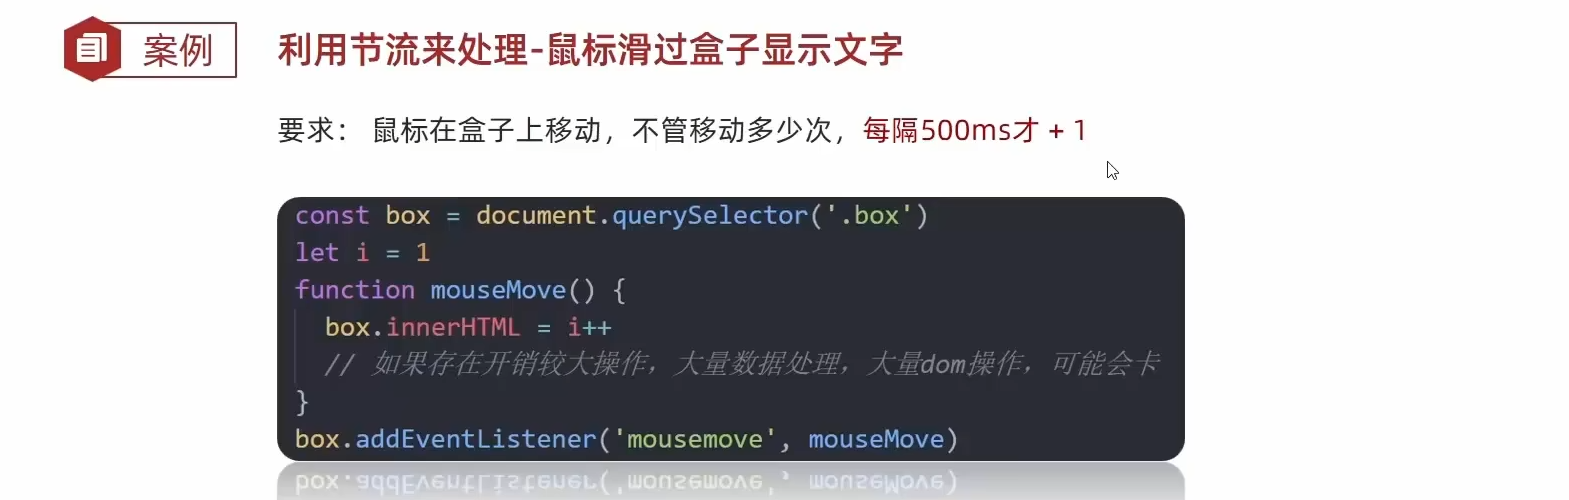 案例
利用节流来处理-鼠标滑过盒子显示文字
要求： 鼠标在盒子上移动，不管移动多少次，每隔500ms才 + 1
const box = document.querySelector('.box')
let i = 1
function mouseMove() {
  box.innerHTML = i++
  // 如果存在开销较大操作，大量数据处理，大量dom操作，可能会卡
}
box.addEventListener('mousemove', mouseMove)